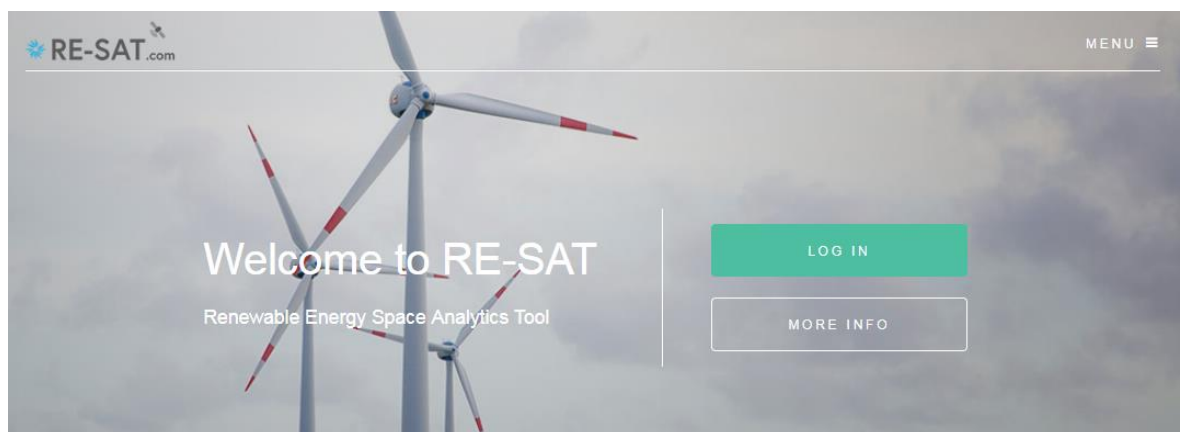 RE-SAT.com
MENU
Welcome to RE-SAT
Renewable Energy Space Analytics Tool
LOG IN
MORE INFO